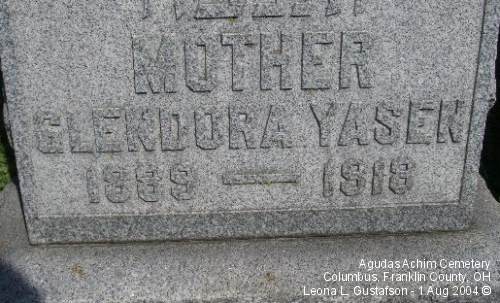 MOTHER
GLENDORA YASEN
1889 — 1918
Agudas Achim Cemetery
Columbus, Franklin County, OH
Leona L. Gustafson - 1 Aug 2004 ©